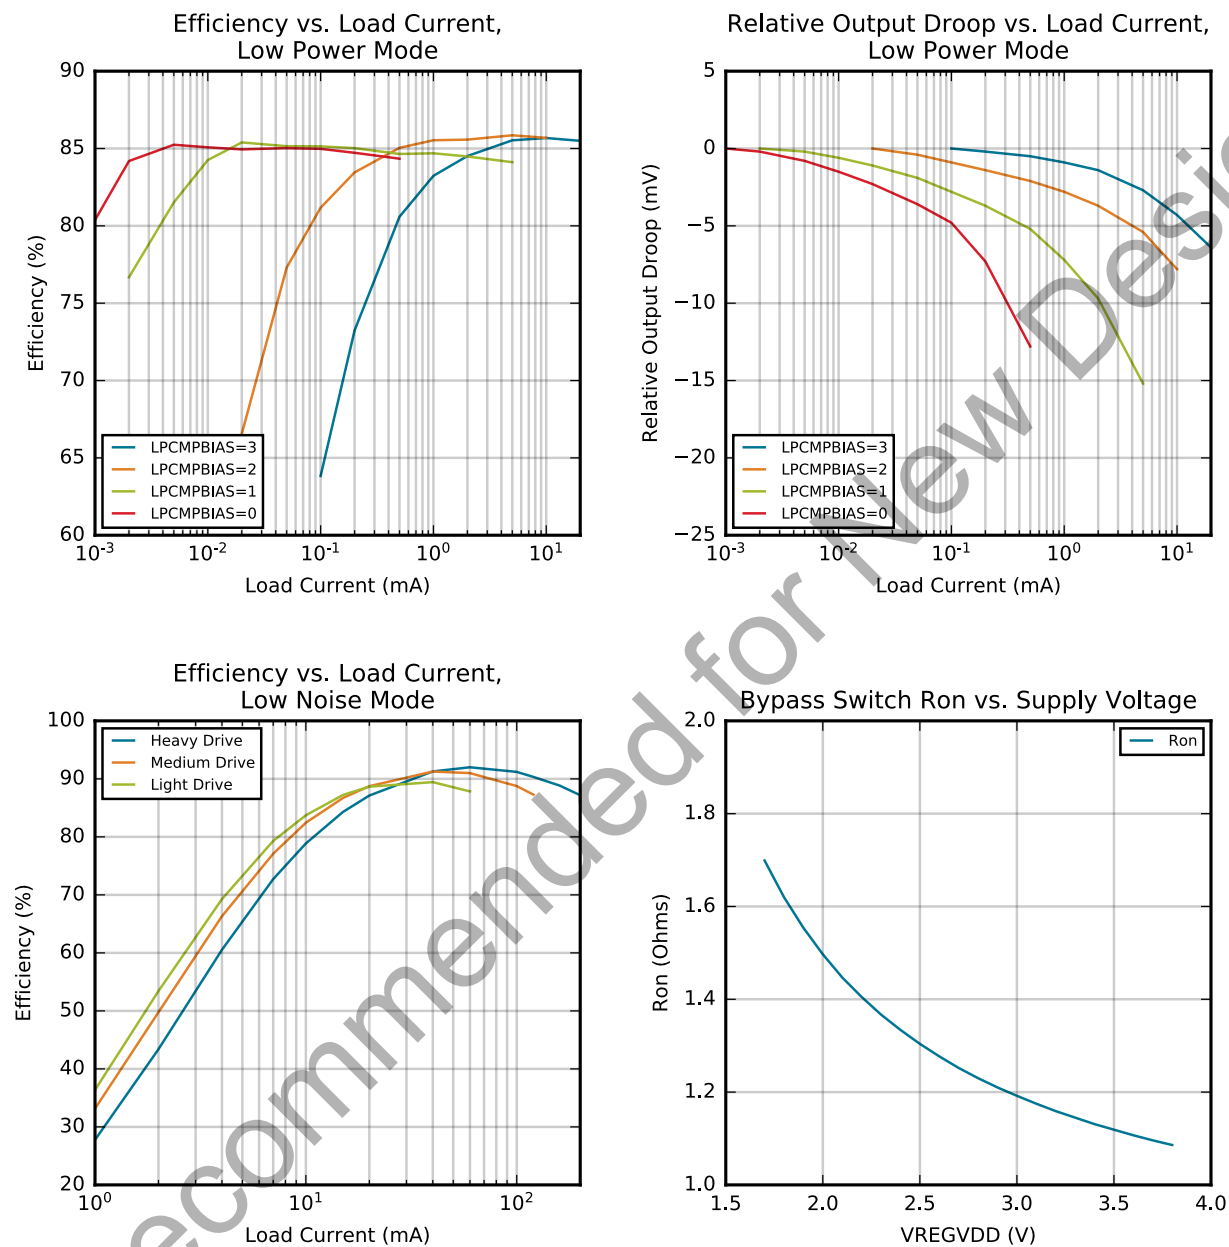 Efficiency vs. Load Current,
Low Power Mode
90
85
80
75
70
65
60
Efficiency (%)
LPCMPBIAS=3
LPCMPBIAS=2
LPCMPBIAS=1
LPCMPBIAS=0
10⁻³ 10⁻² 10⁻¹ 10⁰ 10¹
Load Current (mA)
Relative Output Droop vs. Load Current,
Low Power Mode
5
0
−5
−10
−15
−20
−25
Relative Output Droop (mV)
LPCMPBIAS=3
LPCMPBIAS=2
LPCMPBIAS=1
LPCMPBIAS=0
10⁻³ 10⁻² 10⁻¹ 10⁰ 10¹
Load Current (mA)
Efficiency vs. Load Current,
Low Noise Mode
100
90
80
70
60
50
40
30
20
Efficiency (%)
Heavy Drive
Medium Drive
Light Drive
10⁰ 10¹ 10²
Load Current (mA)
Bypass Switch Ron vs. Supply Voltage
2.0
1.8
1.6
1.4
1.2
1.0
Ron (Ohms)
Ron
1.5 2.0 2.5 3.0 3.5 4.0
VREGVDD (V)
ecommended for New Desig